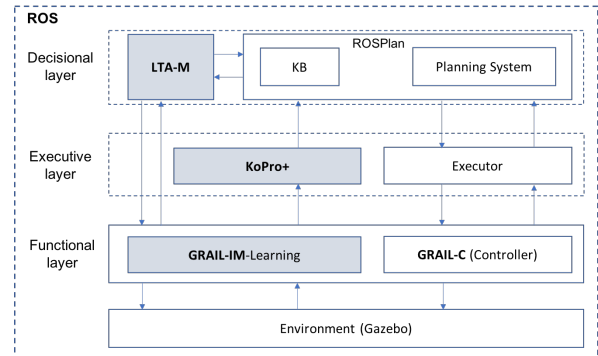 ROS
Decisional
layer
LTA-M
ROSPlan
KB
Planning System
Executive
layer
KoPro+
Executor
Functional
layer
GRAIL-IM-Learning
GRAIL-C (Controller)
Environment (Gazebo)